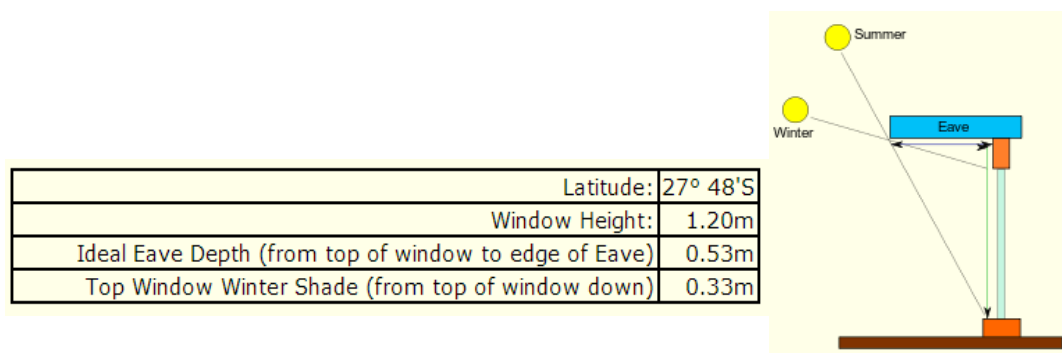 Summer
Winter
Eave
Latitude: 27° 48'S
Window Height: 1.20m
Ideal Eave Depth (from top of window to edge of Eave) 0.53m
Top Window Winter Shade (from top of window down) 0.33m